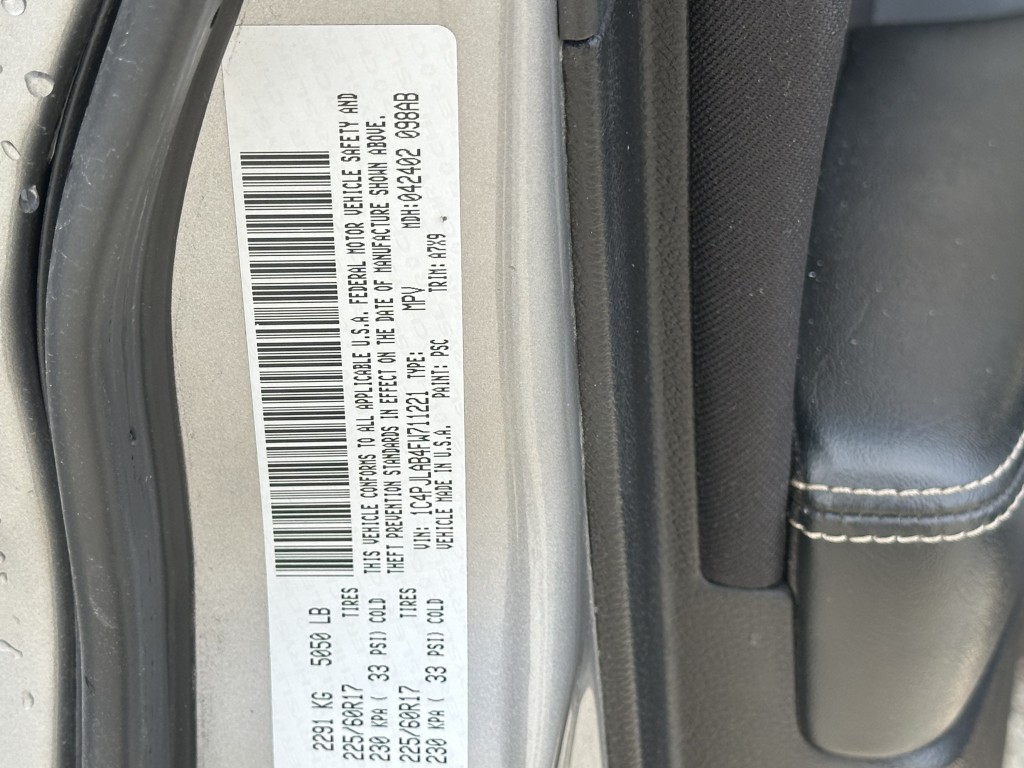 2291 KG 5050 LB
225/60R17 TIRES
230 KPA ( 33 PSI) COLD
225/60R17 TIRES
230 KPA ( 33 PSI) COLD
THIS VEHICLE CONFORMS TO ALL APPLICABLE U.S.A. FEDERAL MOTOR VEHICLE SAFETY AND
THEFT PREVENTION STANDARDS IN EFFECT ON THE DATE OF MANUFACTURE SHOWN ABOVE.
VIN: 1C4PJLAB4FW711221 TYPE: MPV MDH:042402 088AB
VEHICLE MADE IN U.S.A. PAINT: PSC TRIM: A7X9